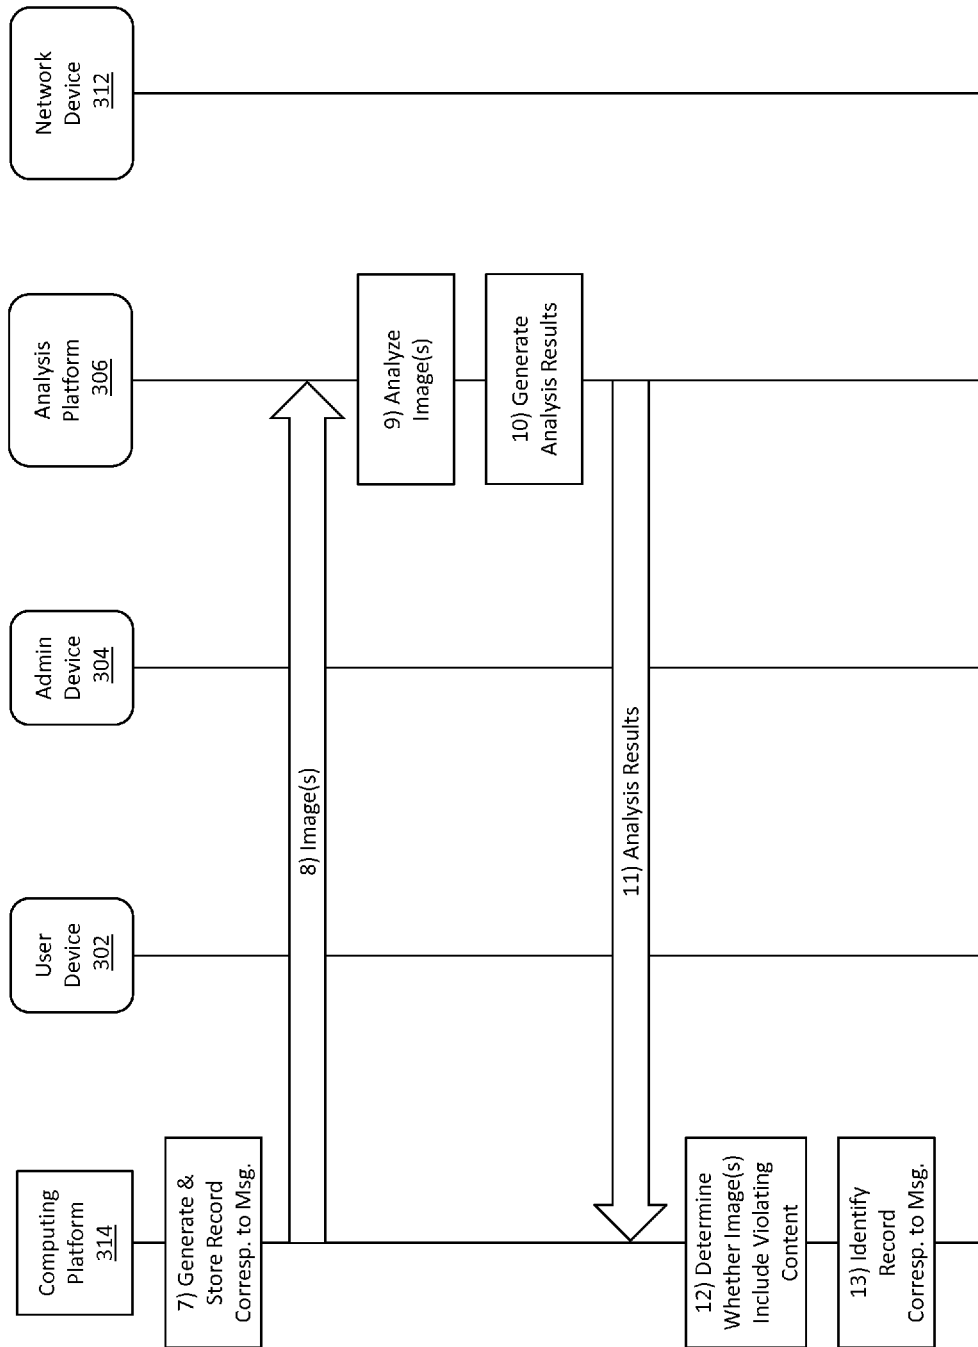 Computing
Platform
314
User
Device
302
Admin
Device
304
Analysis
Platform
306
Network
Device
312
7) Generate &
Store Record
Corresp. to Msg.
8) Image(s)
9) Analyze
Image(s)
10) Generate
Analysis Results
11) Analysis Results
12) Determine
Whether Image(s)
Include Violating
Content
13) Identify
Record
Corresp. to Msg.